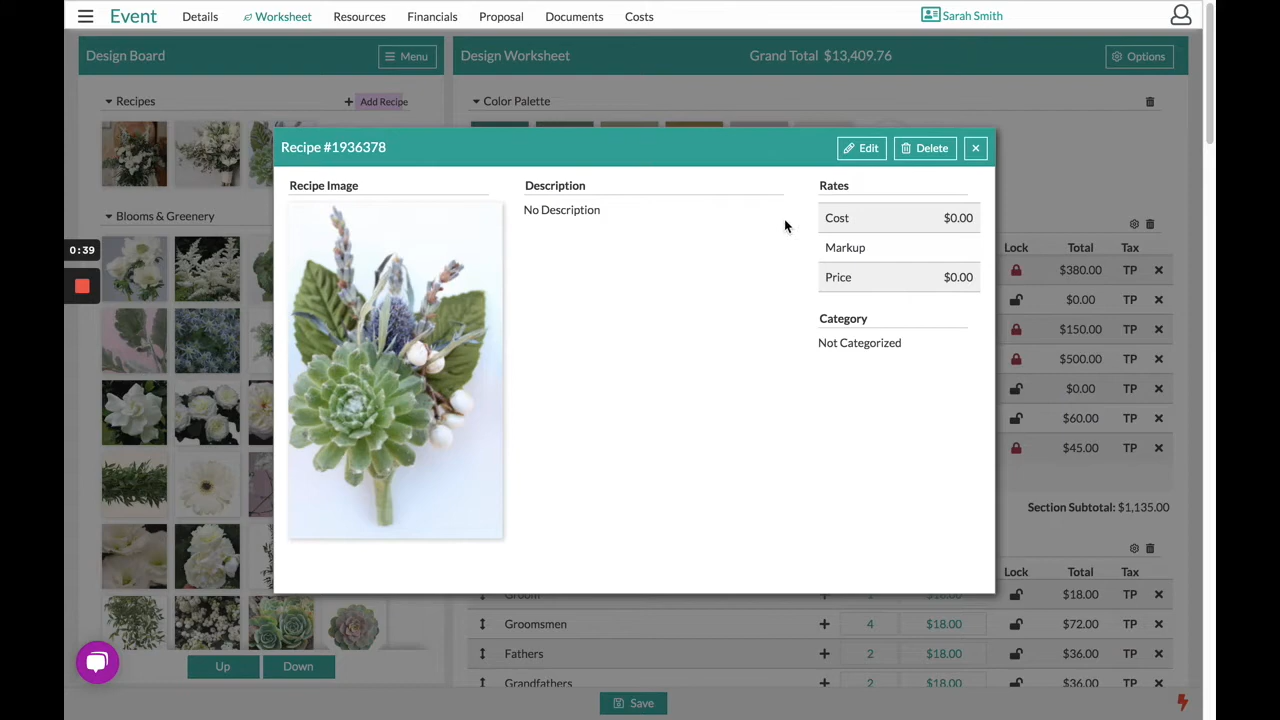 Event Details Worksheet Resources Financials Proposal Documents Costs Sarah Smith
Design Board Menu
Design Worksheet Grand Total $13,409.76 Options
Recipes + Add Recipe
Color Palette
Recipe #1936378 Edit Delete ×
Recipe Image
Description
No Description
Rates
Cost $0.00
Markup
Price $0.00
Category
Not Categorized
Blooms & Greenery
0:39
Lock Total Tax
$380.00 TP
$0.00 TP
$150.00 TP
$500.00 TP
$0.00 TP
$60.00 TP
$45.00 TP
Section Subtotal: $1,135.00
Lock Total Tax
Groom $18.00 TP
Groomsmen + 4 $18.00 $72.00 TP
Fathers + 2 $18.00 $36.00 TP
Grandfathers + 2 $18.00 $36.00 TP
Up Down
Save